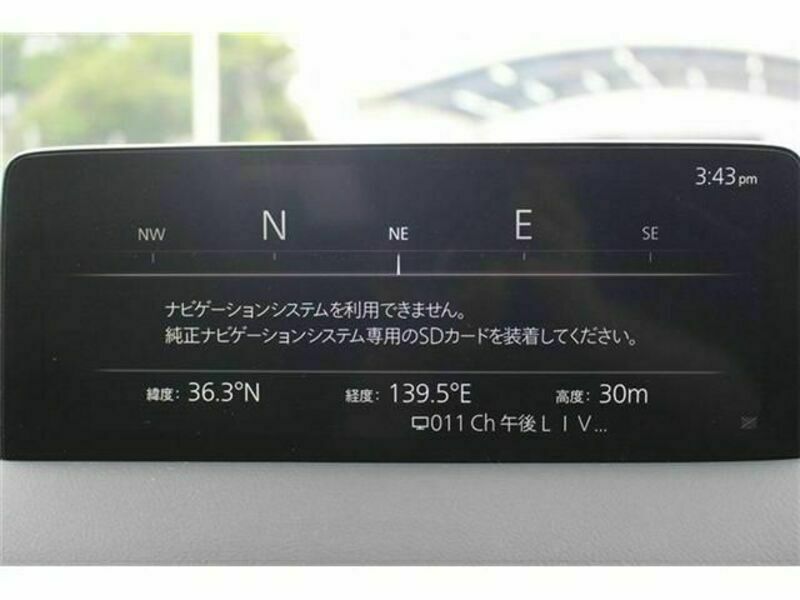 3:43 pm
NW N NE E SE
ナビゲーションシステムを利用できません。
純正ナビゲーションシステム専用のSDカードを装着してください。
緯度: 36.3°N 経度: 139.5°E 高度: 30m
011 Ch 午後ＬＩＶ...